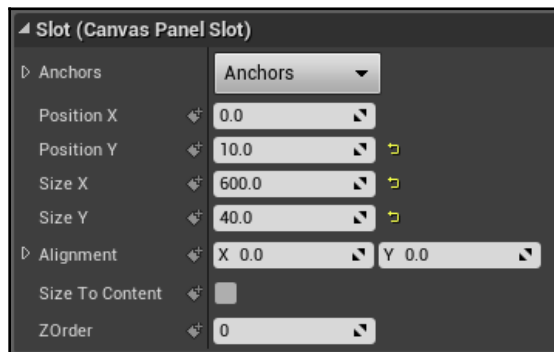 Slot (Canvas Panel Slot)
Anchors Anchors
Position X 0.0
Position Y 10.0
Size X 600.0
Size Y 40.0
Alignment X 0.0 Y 0.0
Size To Content
ZOrder 0